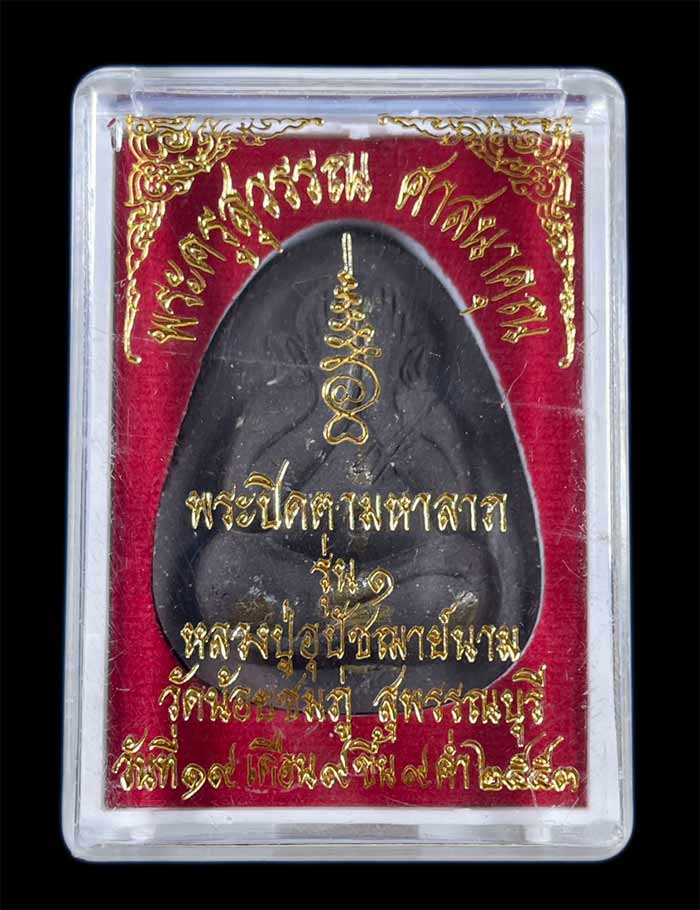 พระครูสุวรรณ ศาสนคุณ
พระปิดตามหาลาภ
รุ่น ๑
หลวงปู่อุปัชฌาย์นาม
วัดน้อยชมภู่ สุพรรณบุรี
วันที่ ๑๙ เดือน ๙ ขึ้น ๙ ค่ำ ๒๕๕๓